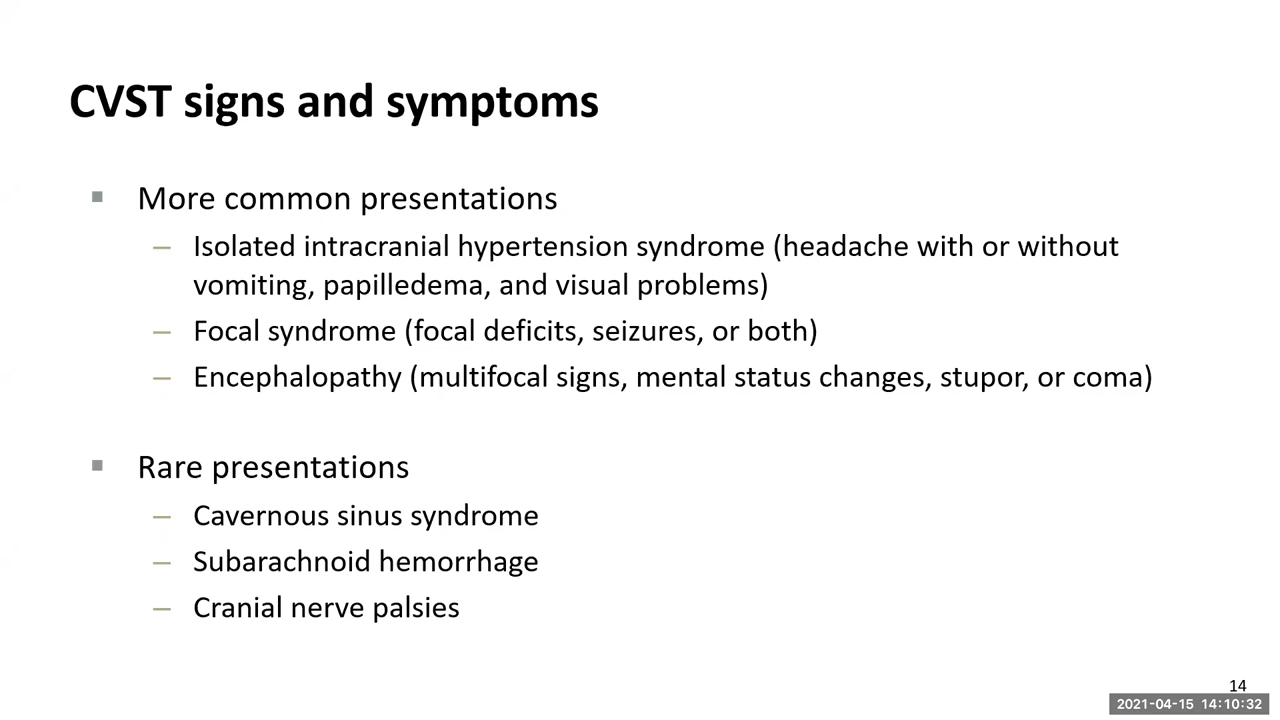 CVST signs and symptoms
More common presentations
– Isolated intracranial hypertension syndrome (headache with or without
vomiting, papilledema, and visual problems)
– Focal syndrome (focal deficits, seizures, or both)
– Encephalopathy (multifocal signs, mental status changes, stupor, or coma)
Rare presentations
– Cavernous sinus syndrome
– Subarachnoid hemorrhage
– Cranial nerve palsies
14
2021-04-15 14:10:32